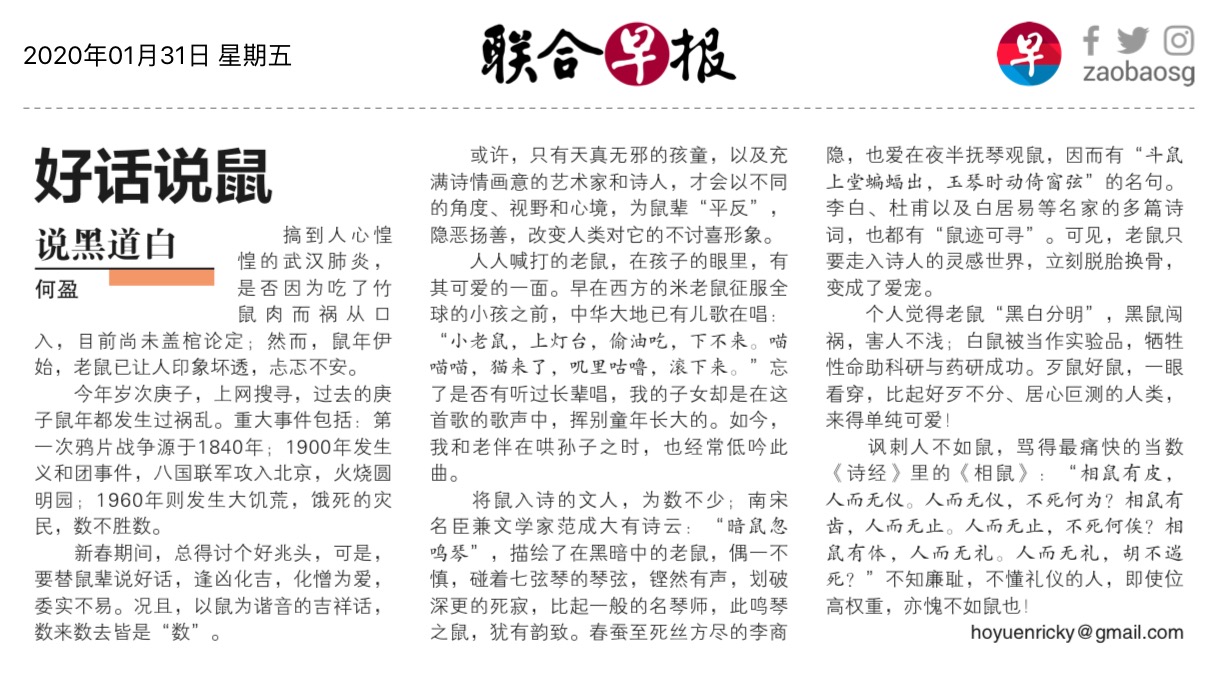 2020年01月31日 星期五
联合早报
早
zaobaosg
好话说鼠
说黑道白
何盈
搞到人心惶
惶的武汉肺炎，
是否因为吃了竹
鼠肉而祸从口
入，目前尚未盖棺论定；然而，鼠年伊
始，老鼠已让人印象坏透，忐忑不安。
今年岁次庚子，上网搜寻，过去的庚
子鼠年都发生过祸乱。重大事件包括：第
一次鸦片战争源于1840年；1900年发生
义和团事件，八国联军攻入北京，火烧圆
明园；1960年则发生大饥荒，饿死的灾
民，数不胜数。
新春期间，总得讨个好兆头，可是，
要替鼠辈说好话，逢凶化吉，化憎为爱，
委实不易。况且，以鼠为谐音的吉祥话，
数来数去皆是“数”。
或许，只有天真无邪的孩童，以及充
满诗情画意的艺术家和诗人，才会以不同
的角度、视野和心境，为鼠辈“平反”，
隐恶扬善，改变人类对它的不讨喜形象。
人人喊打的老鼠，在孩子的眼里，有
其可爱的一面。早在西方的米老鼠征服全
球的小孩之前，中华大地已有儿歌在唱：
“小老鼠，上灯台，偷油吃，下不来。喵
喵喵，猫来了，叽里咕噜，滚下来。”忘
了是否有听过长辈唱，我的子女却是在这
首歌的歌声中，挥别童年长大的。如今，
我和老伴在哄孙子之时，也经常低吟此
曲。
将鼠入诗的文人，为数不少；南宋
名臣兼文学家范成大有诗云：“暗鼠忽
鸣琴”，描绘了在黑暗中的老鼠，偶一不
慎，碰着七弦琴的琴弦，铿然有声，划破
深更的死寂，比起一般的名琴师，此鸣琴
之鼠，犹有韵致。春蚕至死丝方尽的李商
隐，也爱在夜半抚琴观鼠，因而有“斗鼠
上堂蝙蝠出，玉琴时动倚窗弦”的名句。
李白、杜甫以及白居易等名家的多篇诗
词，也都有“鼠迹可寻”。可见，老鼠只
要走入诗人的灵感世界，立刻脱胎换骨，
变成了爱宠。
个人觉得老鼠“黑白分明”，黑鼠闯
祸，害人不浅；白鼠被当作实验品，牺牲
性命助科研与药研成功。歹鼠好鼠，一眼
看穿，比起好歹不分、居心叵测的人类，
来得单纯可爱！
讽刺人不如鼠，骂得最痛快的当数
《诗经》里的《相鼠》：“相鼠有皮，
人而无仪。人而无仪，不死何为？相鼠有
齿，人而无止。人而无止，不死何俟？相
鼠有体，人而无礼。人而无礼，胡不遄
死？”不知廉耻，不懂礼仪的人，即使位
高权重，亦愧不如鼠也！
hoyuenricky@gmail.com